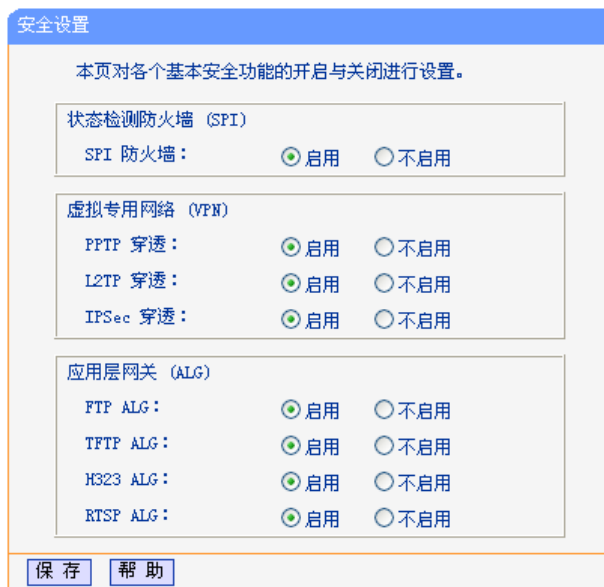 安全设置
本页对各个基本安全功能的开启与关闭进行设置。
状态检测防火墙 (SPI)
SPI 防火墙: 启用 不启用
虚拟专用网络 (VPN)
PPTP 穿透: 启用 不启用
L2TP 穿透: 启用 不启用
IPSec 穿透: 启用 不启用
应用层网关 (ALG)
FTP ALG: 启用 不启用
TFTP ALG: 启用 不启用
H323 ALG: 启用 不启用
RTSP ALG: 启用 不启用
保 存 帮 助